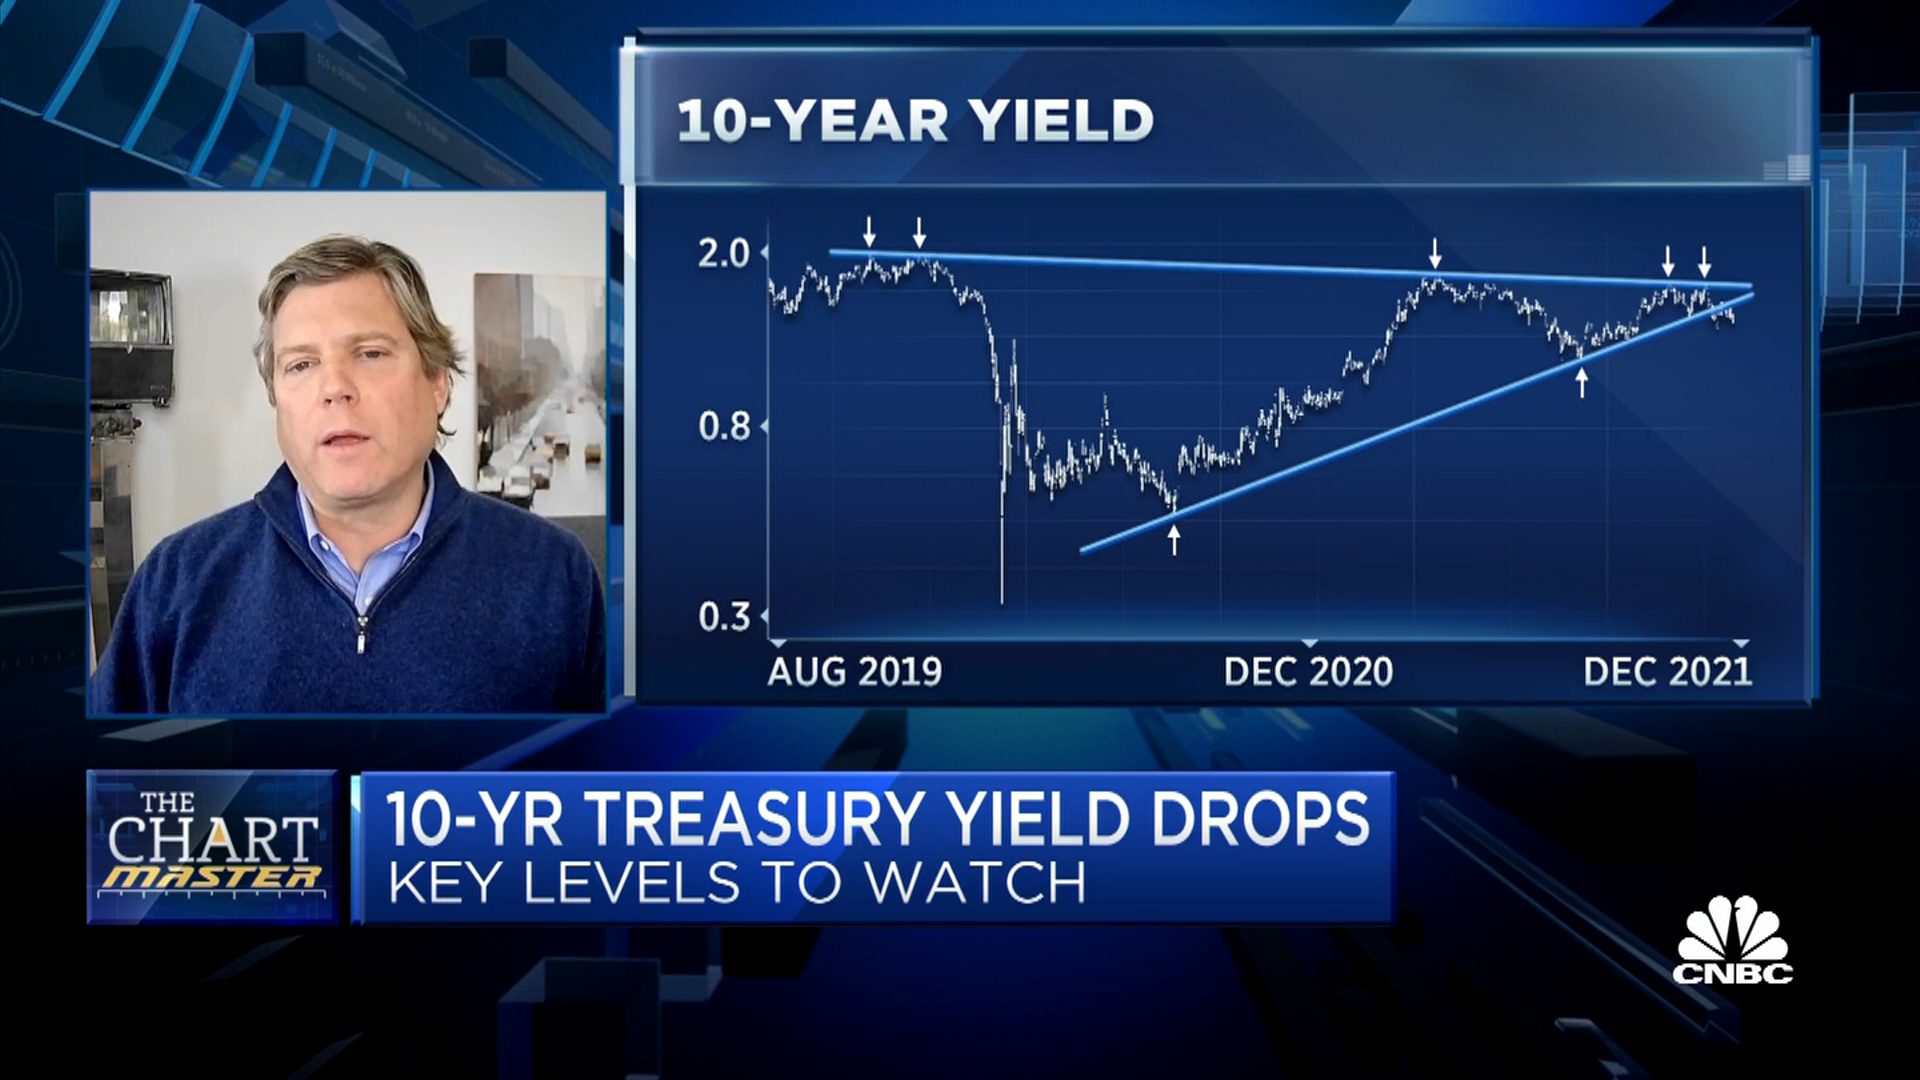 10-YEAR YIELD
2.0
0.8
0.3
AUG 2019
DEC 2020
DEC 2021
THE
CHART
MASTER
10-YR TREASURY YIELD DROPS
KEY LEVELS TO WATCH
CNBC